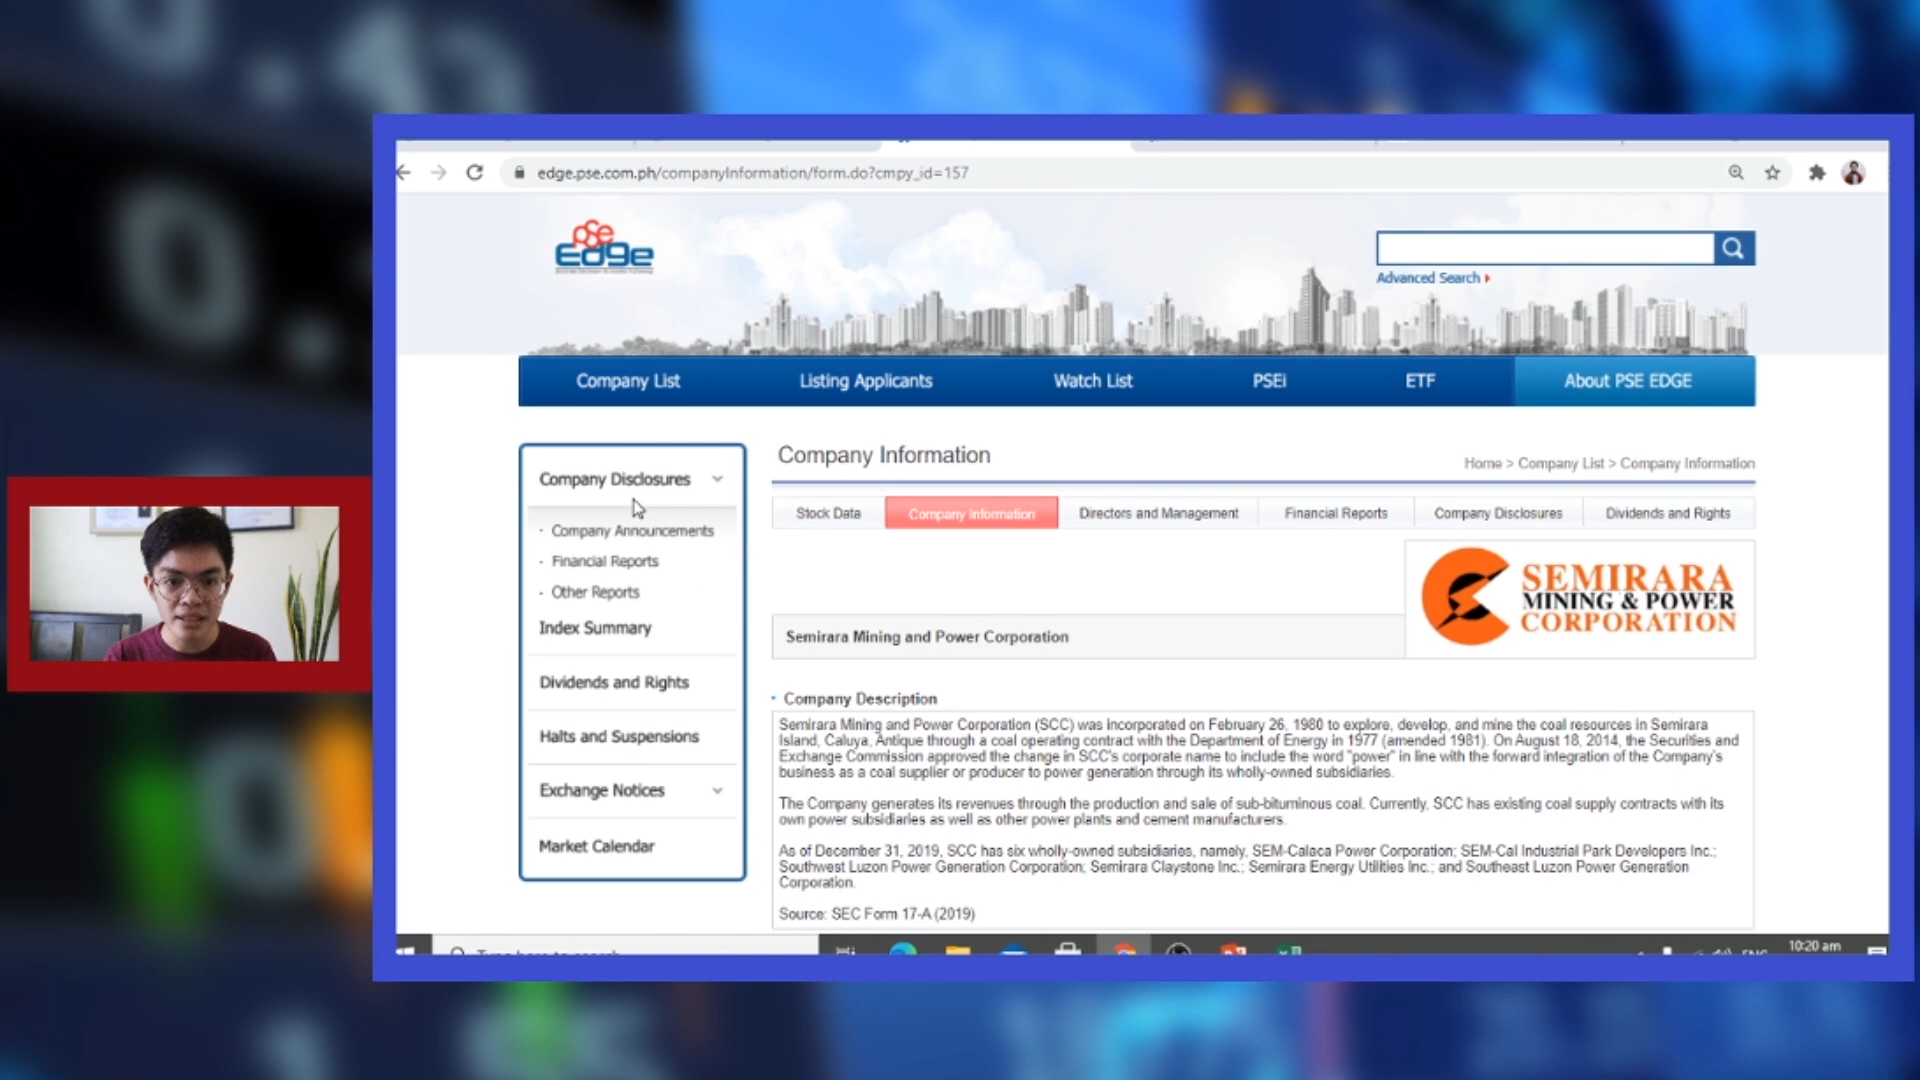 edge.pse.com.ph/companyInformation/form.do?cmpy_id=157
pse
Edge
Advanced Search
Company List
Listing Applicants
Watch List
PSEi
ETF
About PSE EDGE
Company Disclosures
· Company Announcements
· Financial Reports
· Other Reports
Index Summary
Dividends and Rights
Halts and Suspensions
Exchange Notices
Market Calendar
Company Information
Home > Company List > Company Information
Stock Data
Company Information
Directors and Management
Financial Reports
Company Disclosures
Dividends and Rights
SEMIRARA
MINING & POWER
CORPORATION
Semirara Mining and Power Corporation
Company Description
Semirara Mining and Power Corporation (SCC) was incorporated on February 26, 1980 to explore, develop, and mine the coal resources in Semirara
Island, Caluya, Antique through a coal operating contract with the Department of Energy in 1977 (amended 1981). On August 18, 2014, the Securities and
Exchange Commission approved the change in SCC's corporate name to include the word "power" in line with the forward integration of the Company's
business as a coal supplier or producer to power generation through its wholly-owned subsidiaries.
The Company generates its revenues through the production and sale of sub-bituminous coal. Currently, SCC has existing coal supply contracts with its
own power subsidiaries as well as other power plants and cement manufacturers.
As of December 31, 2019, SCC has six wholly-owned subsidiaries, namely, SEM-Calaca Power Corporation; SEM-Cal Industrial Park Developers Inc.;
Southwest Luzon Power Generation Corporation; Semirara Claystone Inc.; Semirara Energy Utilities Inc.; and Southeast Luzon Power Generation
Corporation.
Source: SEC Form 17-A (2019)
10:20 am